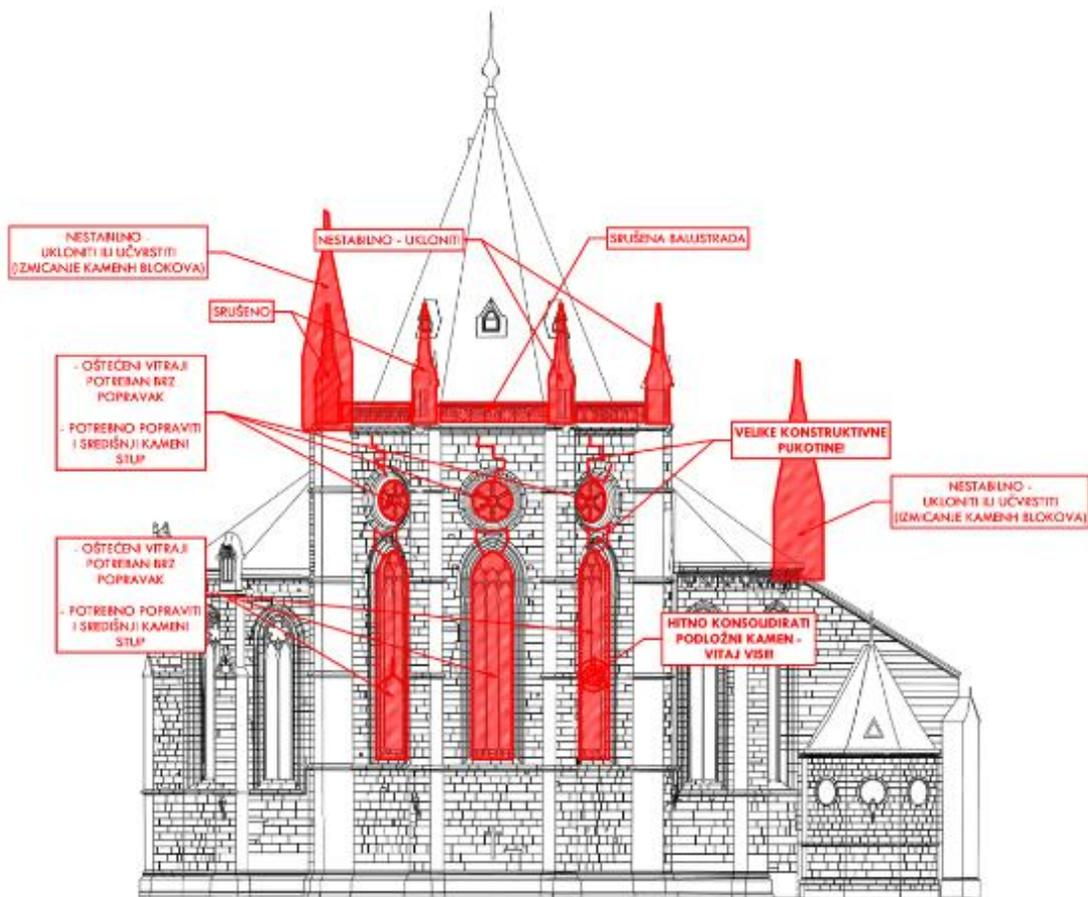 NESTABILNO -
UKLONITI ILI UČVRSTITI
(IZMICANJE KAMENH BLOKOVA)
NESTABILNO - UKLONITI
SRUŠENA BALUSTRADA
SRUŠENO
- OŠTEĆENI VITRAJI
POTREBAN BRZ
POPRAVAK
- POTREBNO POPRAVITI
I SREDIŠNJI KAMENI
STUP
VELIKE KONSTRUKTIVNE
PUKOTINE!
NESTABILNO -
UKLONITI ILI UČVRSTITI
(IZMICANJE KAMENH BLOKOVA)
- OŠTEĆENI VITRAJI
POTREBAN BRZ
POPRAVAK
- POTREBNO POPRAVITI
I SREDIŠNJI KAMENI
STUP
HITNO KONSOLIDIRATI
PODLOŽNI KAMEN -
VITAJ VISI!